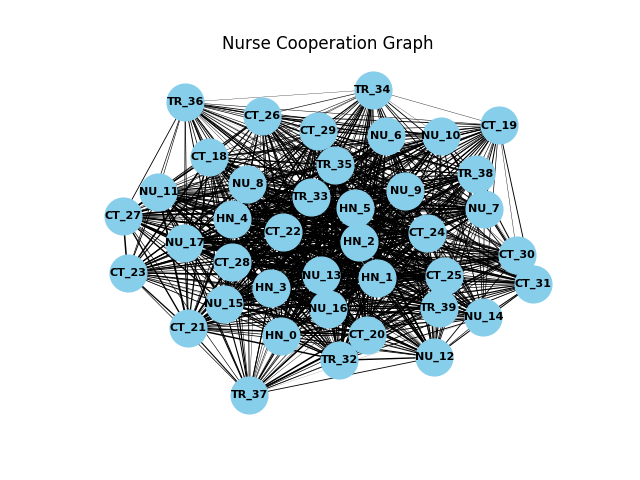 Nurse Cooperation Graph
TR_34
TR_36
CT_26
CT_19
CT_29
NU_6
NU_10
CT_18
TR_35
TR_38
NU_8
NU_11
NU_9
TR_33
HN_5
NU_7
CT_27
HN_4
CT_22
CT_24
HN_2
NU_17
CT_30
CT_28
CT_23
NU_13
HN_1
CT_25
CT_31
HN_3
NU_15
NU_16
TR_39
NU_14
CT_21
HN_0
CT_20
TR_32
NU_12
TR_37